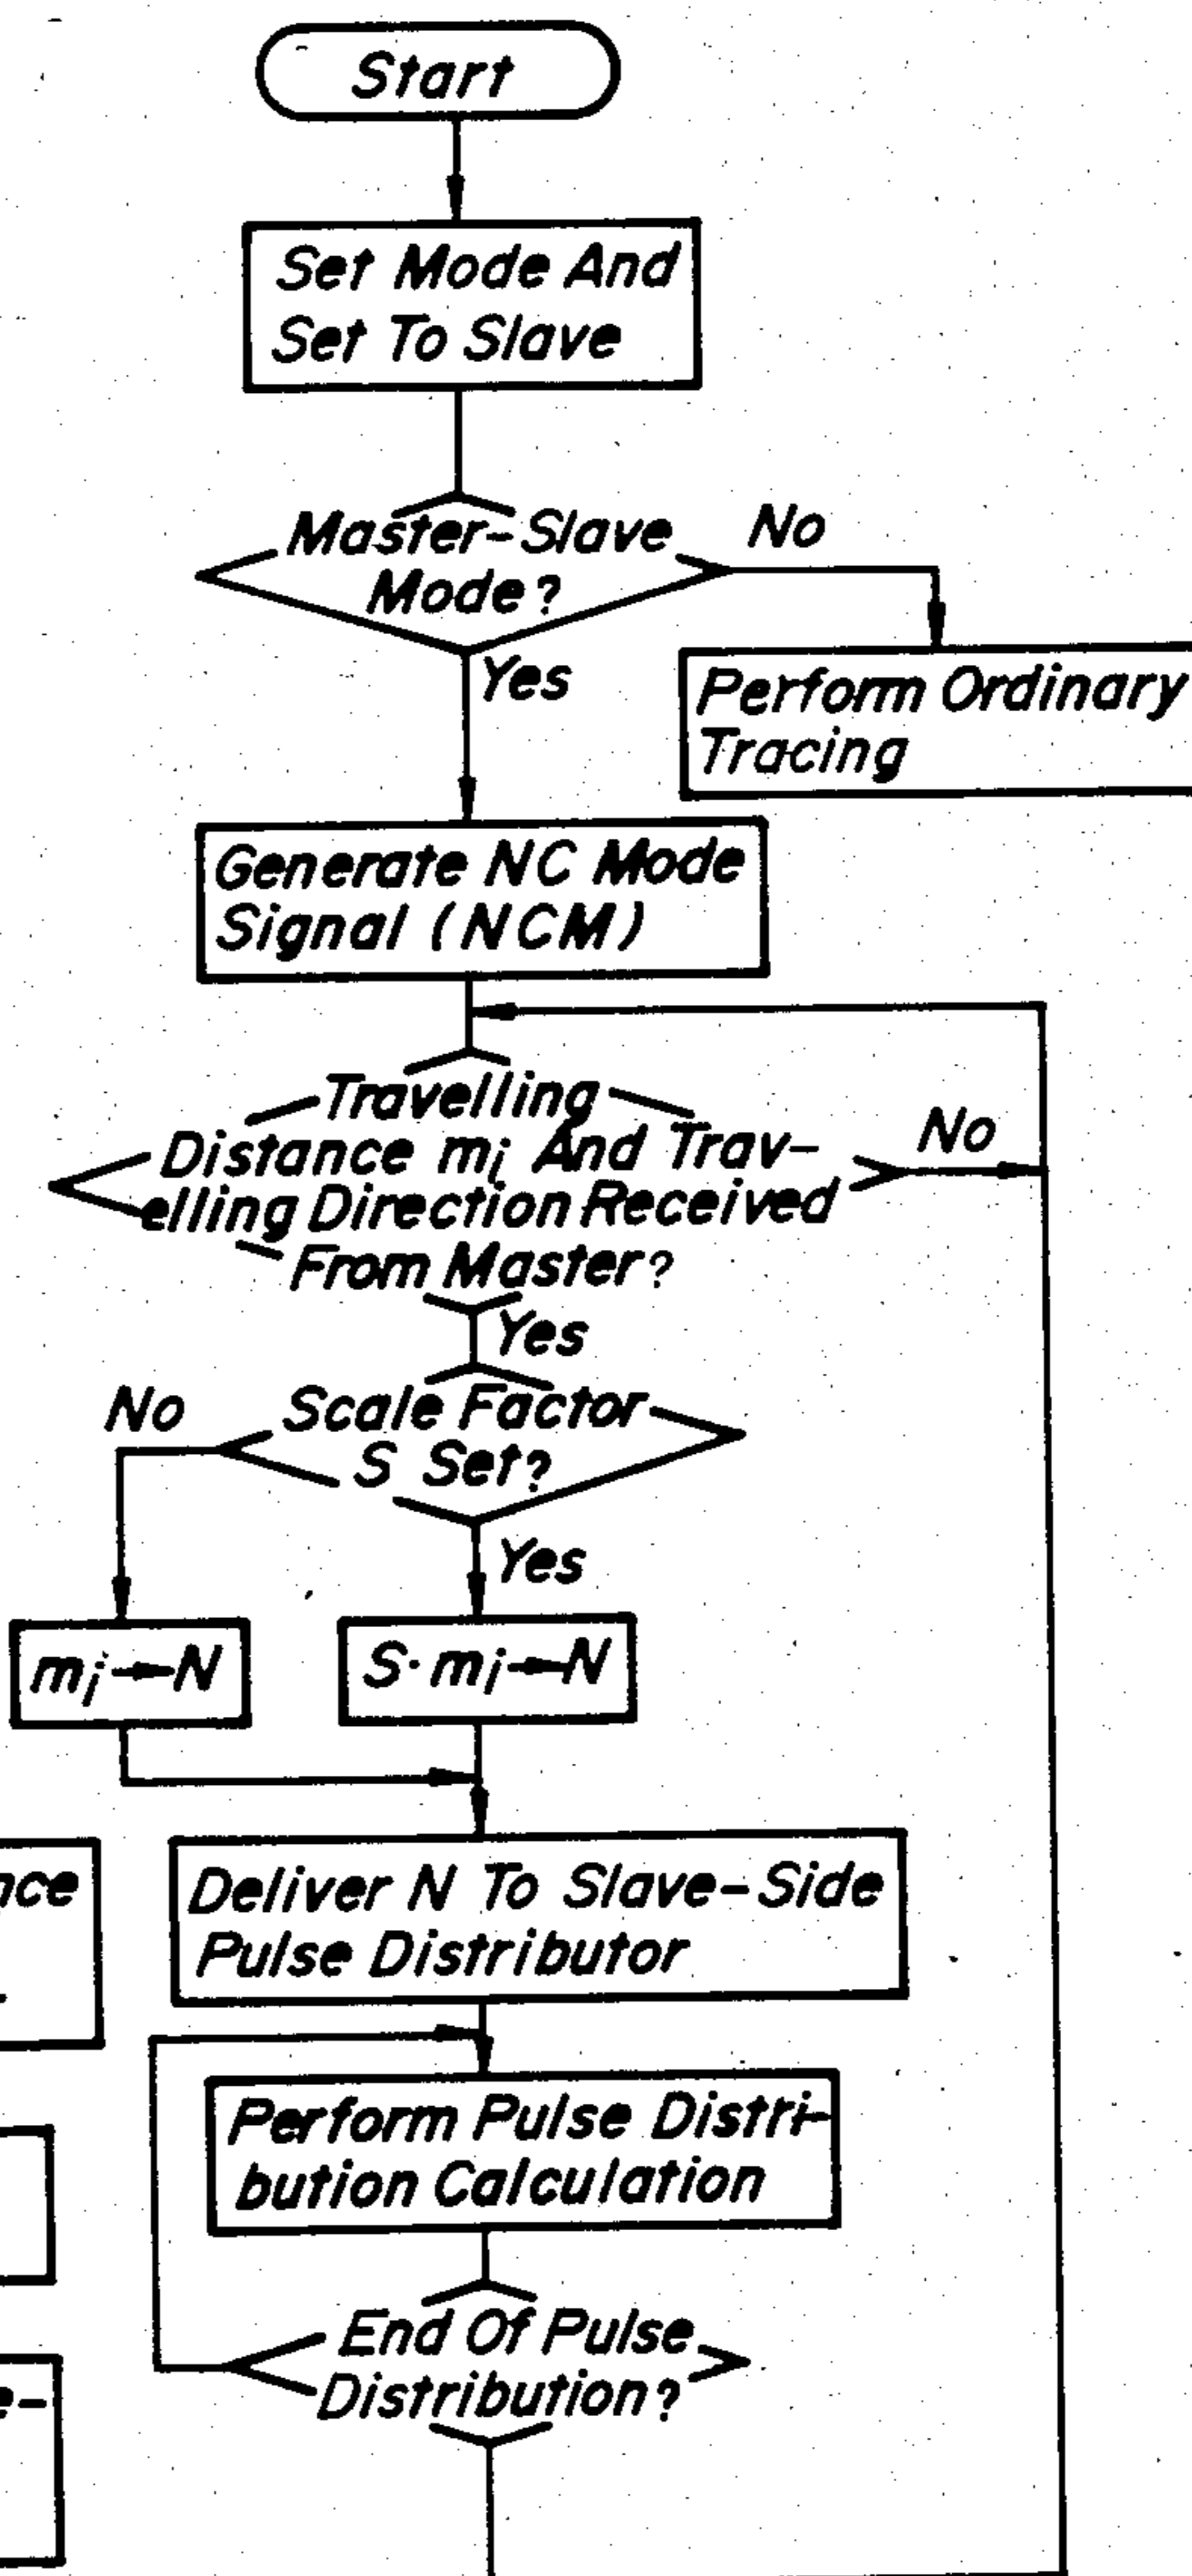 Start
Set Mode And
Set To Slave
Master-Slave
Mode?
No
Yes
Perform Ordinary
Tracing
Generate NC Mode
Signal (NCM)
Travelling
Distance mi And Trav-
elling Direction Received
From Master?
No
Yes
Scale Factor
S Set?
No
Yes
mi→N
S·mi→N
Deliver N To Slave-Side
Pulse Distributor
Perform Pulse Distri-
bution Calculation
End Of Pulse
Distribution?